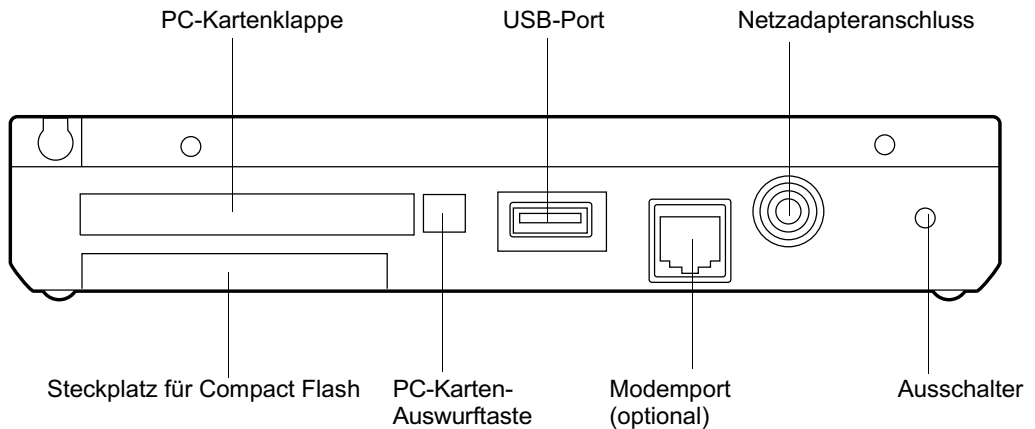 PC-Kartenklappe
USB-Port
Netzadapteranschluss
Steckplatz für Compact Flash
PC-Karten-
Auswurftaste
Modemport
(optional)
Ausschalter